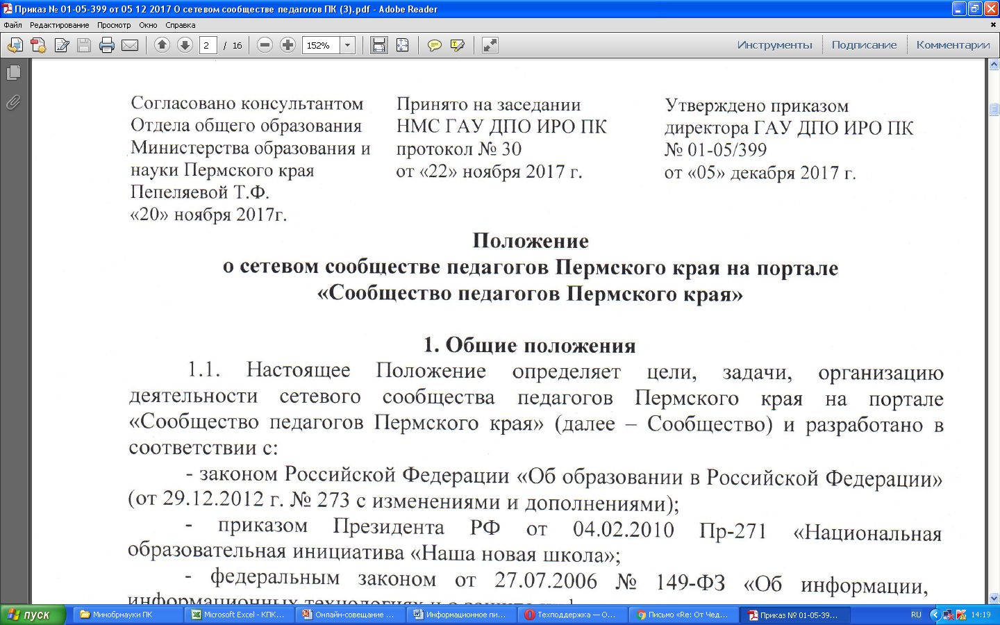 Приказ № 01-05-399 от 05 12 2017 О сетевом сообществе педагогов ПК (3).pdf - Adobe Reader
Файл Редактирование Просмотр Окно Справка
2 / 16 152% Инструменты Подписание Комментарии
Согласовано консультантом
Отдела общего образования
Министерства образования и
науки Пермского края
Пепеляевой Т.Ф.
«20» ноября 2017г.
Принято на заседании
НМС ГАУ ДПО ИРО ПК
протокол № 30
от «22» ноября 2017 г.
Утверждено приказом
директора ГАУ ДПО ИРО ПК
№ 01-05/399
от «05» декабря 2017 г.
Положение
о сетевом сообществе педагогов Пермского края на портале
«Сообщество педагогов Пермского края»
1. Общие положения
1.1. Настоящее Положение определяет цели, задачи, организацию
деятельности сетевого сообщества педагогов Пермского края на портале
«Сообщество педагогов Пермского края» (далее – Сообщество) и разработано в
соответствии с:
- законом Российской Федерации «Об образовании в Российской Федерации»
(от 29.12.2012 г. № 273 с изменениями и дополнениями);
- приказом Президента РФ от 04.02.2010 Пр-271 «Национальная
образовательная инициатива «Наша новая школа»;
- федеральным законом от 27.07.2006 № 149-ФЗ «Об информации,
информационных технологиях и о
пуск Минобрнауки ПК Microsoft Excel - КПК... Онлайн-совещание ... Информационное пи... Техподдержка — О... Письмо «Re: От Чед... Приказ № 01-05-39... RU 14:19